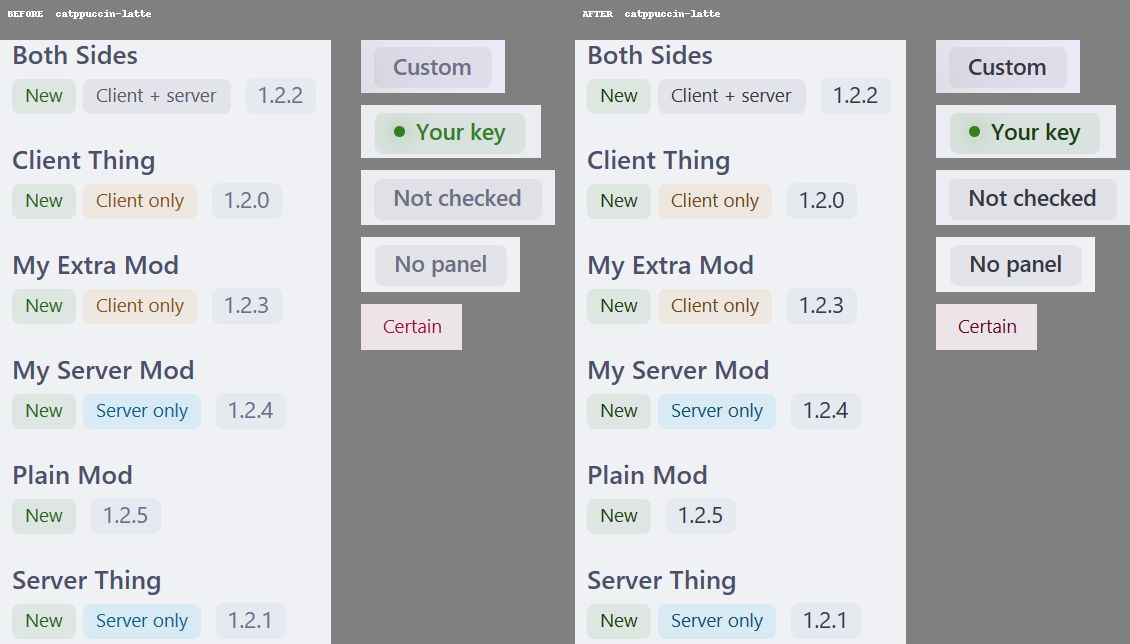 BEFORE catppuccin-latte
Both Sides
New Client + server 1.2.2
Client Thing
New Client only 1.2.0
My Extra Mod
New Client only 1.2.3
My Server Mod
New Server only 1.2.4
Plain Mod
New 1.2.5
Server Thing
New Server only 1.2.1
Custom
Your key
Not checked
No panel
Certain
AFTER catppuccin-latte
Both Sides
New Client + server 1.2.2
Client Thing
New Client only 1.2.0
My Extra Mod
New Client only 1.2.3
My Server Mod
New Server only 1.2.4
Plain Mod
New 1.2.5
Server Thing
New Server only 1.2.1
Custom
Your key
Not checked
No panel
Certain